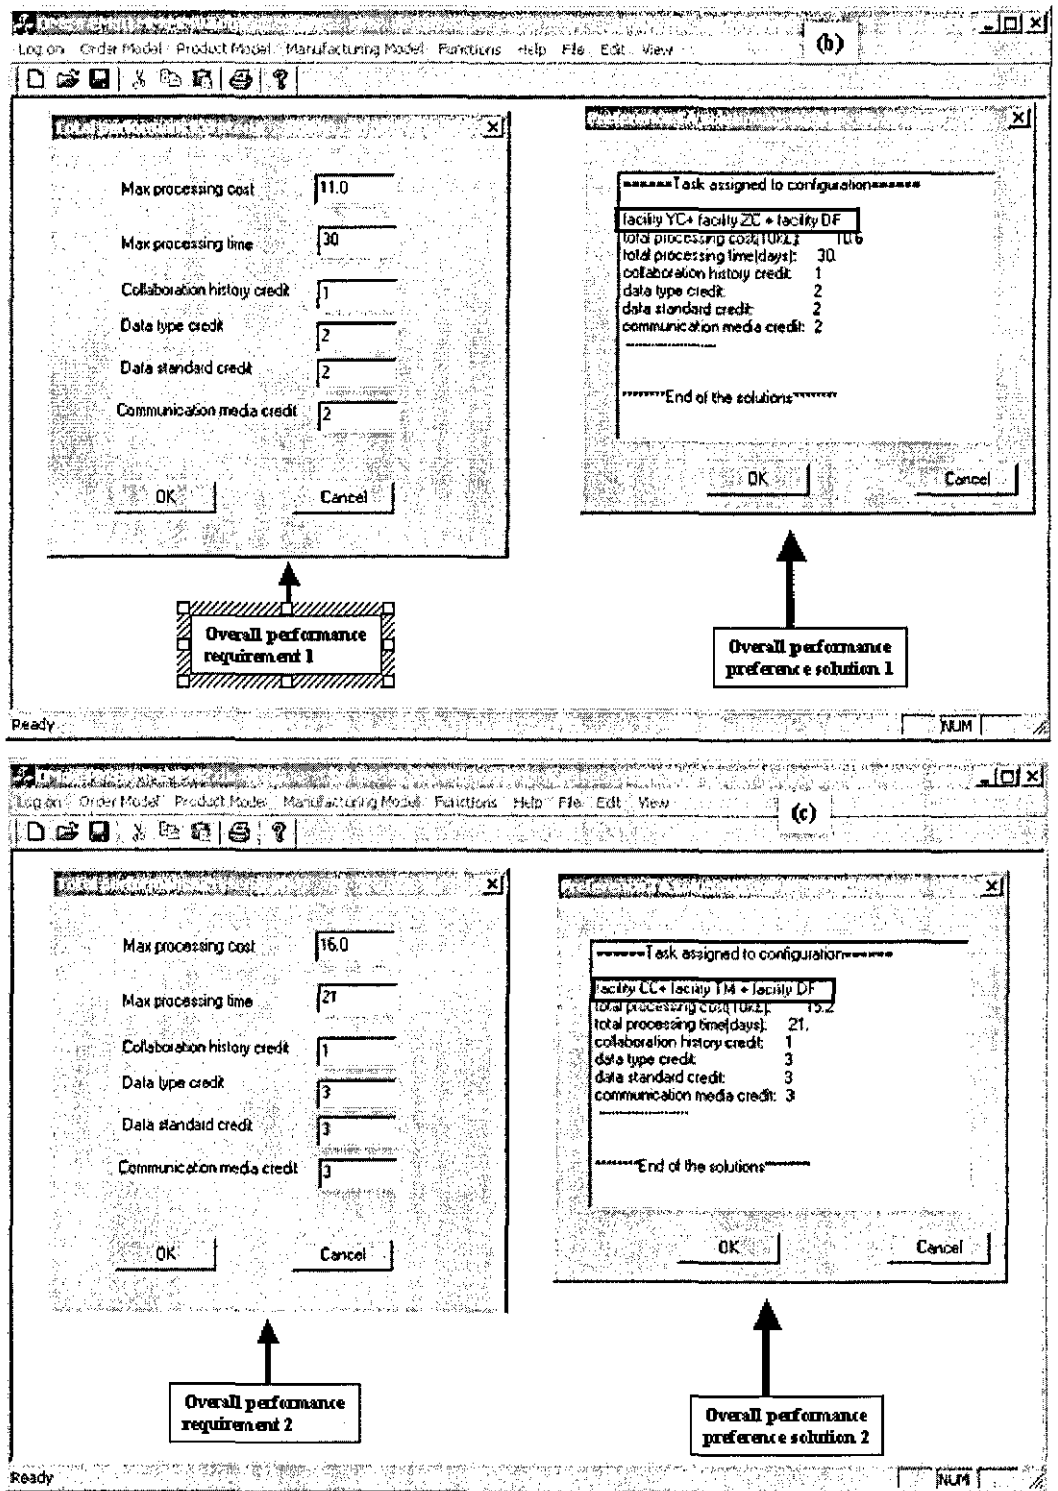 (b)
Log on Order Model Product Model Manufacturing Model Functions Help File Edit View
Max processing cost 11.0
Max processing time 30
Collaboration history credit 1
Data type credit 2
Data standard credit 2
Communication media credit 2
OK Cancel
******Task assigned to configuration******
facility YC+ facility ZC + facility DF
total processing cost[10K£]: 10.6
total processing time[days]: 30.
collaboration history credit: 1
data type credit: 2
data standard credit: 2
communication media credit: 2
--------------------
*******End of the solutions*******
OK Cancel
Overall performance
requirement 1
Overall performance
preference solution 1
Ready NUM
(c)
Log on Order Model Product Model Manufacturing Model Functions Help File Edit View
Max processing cost 16.0
Max processing time 21
Collaboration history credit 1
Data type credit 3
Data standard credit 3
Communication media credit 3
OK Cancel
******Task assigned to configuration******
facility CC+ facility TM + facility DF
total processing cost[10K£]: 15.2
total processing time[days]: 21.
collaboration history credit: 1
data type credit: 3
data standard credit: 3
communication media credit: 3
--------------------
*******End of the solutions*******
OK Cancel
Overall performance
requirement 2
Overall performance
preference solution 2
Ready NUM